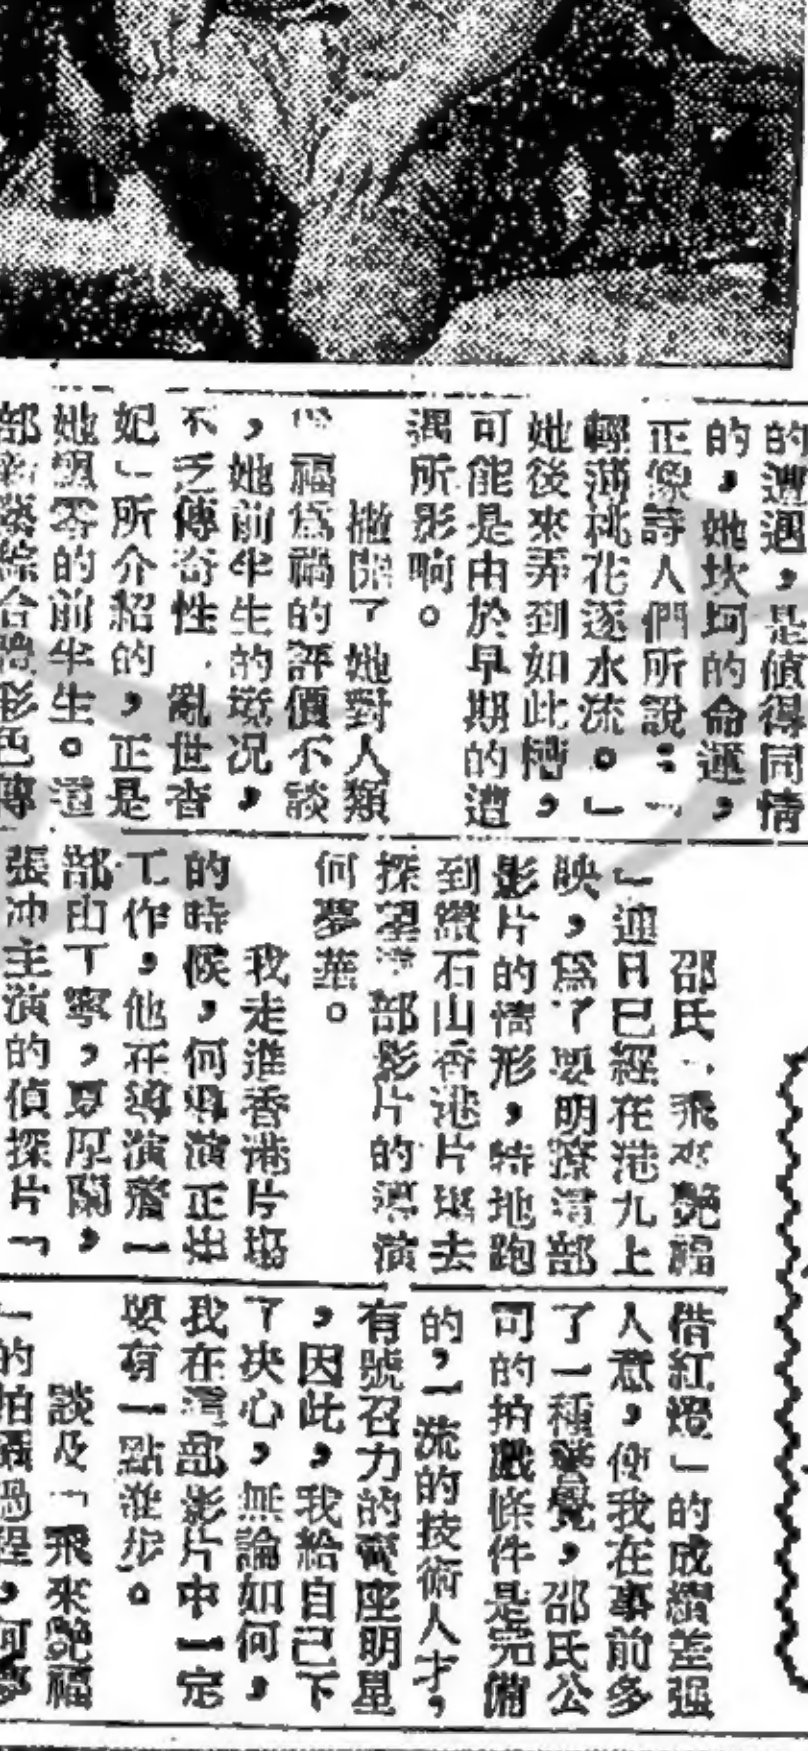 的遭遇，是值得同情
的，她坎坷的命運，
正像詩人們所說：「
輕薄桃花逐水流。」
她後來弄到如此糟，
可能是由於早期的遭
遇所影响。
撇開了她對人類
福爲禍的評價不談
，她前半生的境况，
不乏傳奇性，亂世杳
妃」所介紹的，正是
她飄零的前半生。這
部綜合體形色傳
邵氏「飛來艷福
」連日已經在港九上
映，爲了要明瞭這部
影片的情形，特地跑
到鑽石山香港片塲去
探望這部影片的導演
何夢華。
我走進香港片塲
的時候，何導演正在
工作，他在導演着一
部由丁寧，夏厚蘭，
張冲主演的偵探片「
借紅燈」的成績差强
人意，使我在事前多
了一種警覺，邵氏公
司的拍戲條件是完備
的，一流的技術人才，
有號召力的賣座明星
，因此，我給自己下
了决心，無論如何，
我在這部影片中一定
要有一點進步。
談及「飛來艷福
」的拍攝過程，何夢